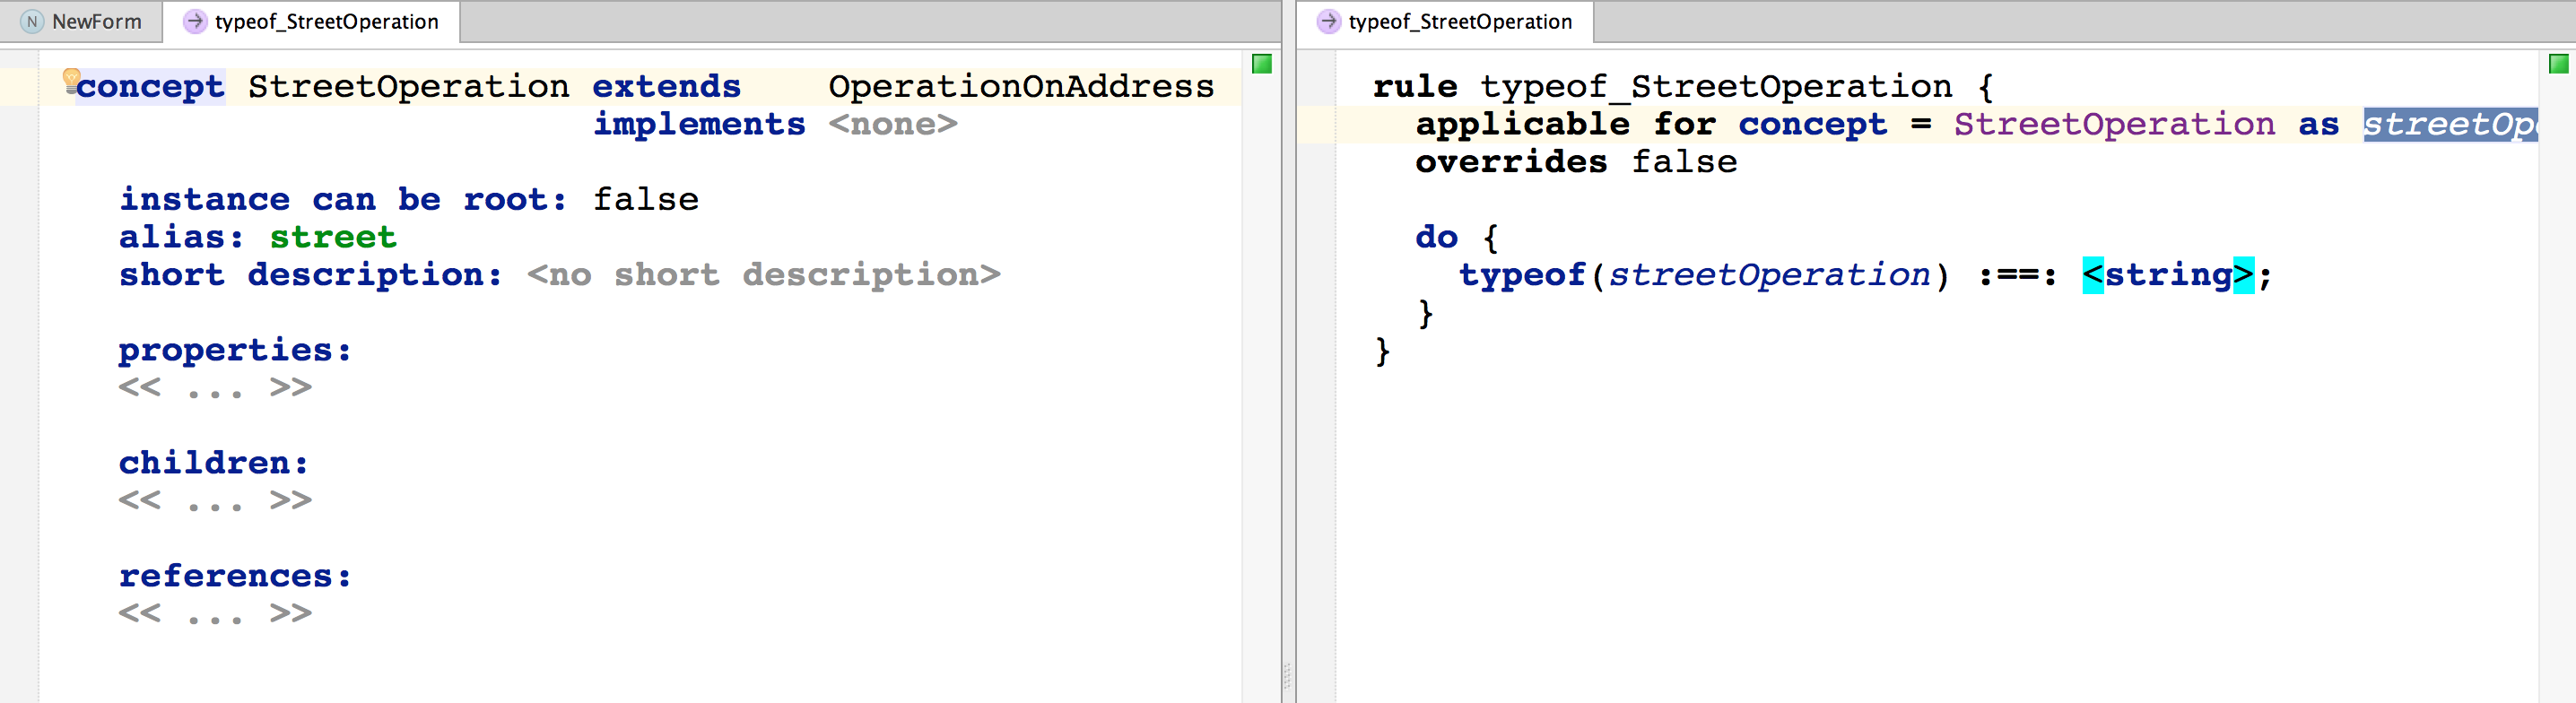 N NewForm
typeof_StreetOperation
concept StreetOperation extends OperationOnAddress
implements <none>
instance can be root: false
alias: street
short description: <no short description>
properties:
<< ... >>
children:
<< ... >>
references:
<< ... >>
typeof_StreetOperation
rule typeof_StreetOperation {
applicable for concept = StreetOperation as streetOp
overrides false
do {
typeof(streetOperation) :==: <string>;
}
}